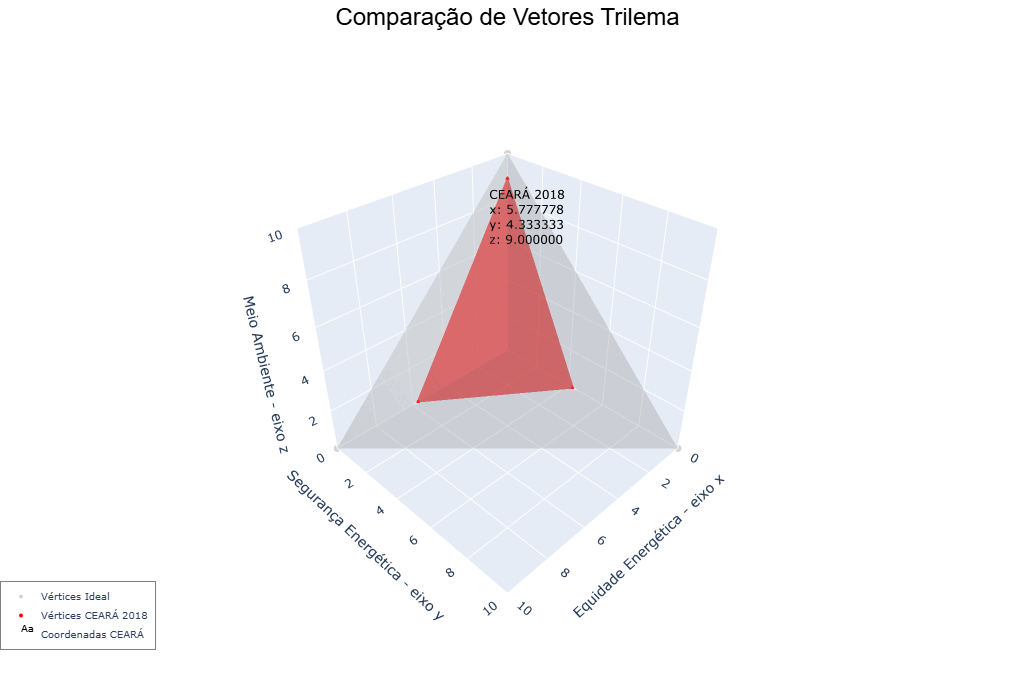 Comparação de Vetores Trilema
CEARÁ 2018
x: 5.777778
y: 4.333333
z: 9.000000
10
8
6
4
2
0
Meio Ambiente - eixo z
2
4
6
8
10
Segurança Energética - eixo y
0
2
4
6
8
10
Equidade Energética - eixo x
Vértices Ideal
Vértices CEARÁ 2018
Aa
Coordenadas CEARÁ